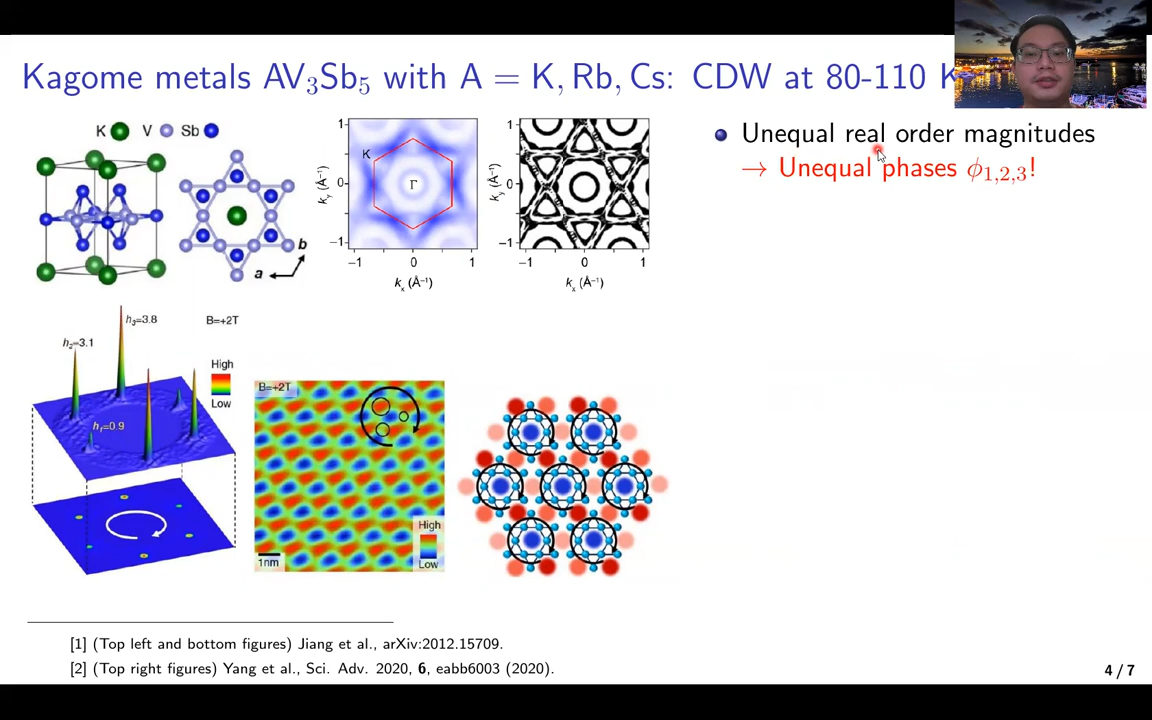 Kagome metals AV₃Sb₅ with A = K, Rb, Cs: CDW at 80-110 K
Unequal real order magnitudes
→ Unequal phases ϕ₁,₂,₃!
K V Sb
b
a
1
0
−1
k_y (Å⁻¹)
K
Γ
−1 0 1
k_x (Å⁻¹)
1
0
−1
k_y (Å⁻¹)
−1 0 1
k_x (Å⁻¹)
h₃=3.8
h₂=3.1
h₁=0.9
B=+2T
High
Low
B=+2T
High
Low
1nm
[1] (Top left and bottom figures) Jiang et al., arXiv:2012.15709.
[2] (Top right figures) Yang et al., Sci. Adv. 2020, 6, eabb6003 (2020).
4 / 7